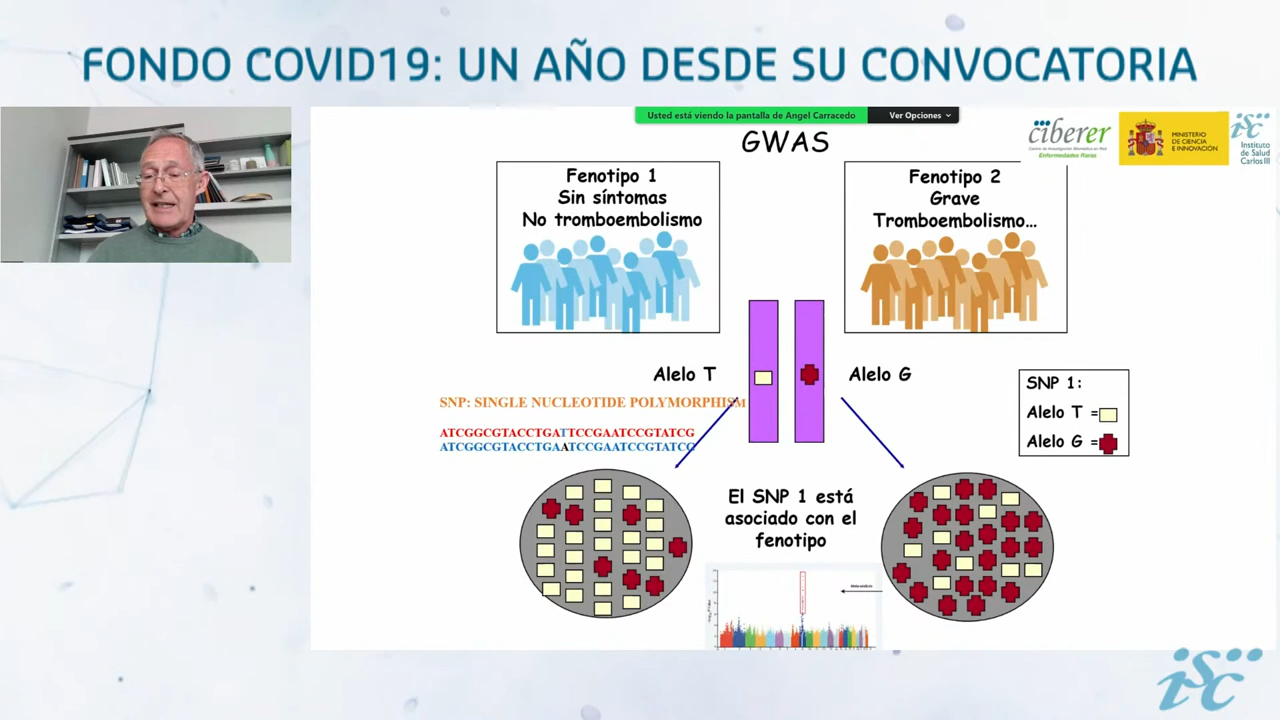 FONDO COVID19: UN AÑO DESDE SU CONVOCATORIA
Usted está viendo la pantalla de Angel Carracedo
Ver Opciones
GWAS
ciberer
Centro de Investigación Biomédica en Red
Enfermedades Raras
MINISTERIO
DE CIENCIA
E INNOVACIÓN
isc
Instituto
de Salud
Carlos III
Fenotipo 1
Sin síntomas
No tromboembolismo
Fenotipo 2
Grave
Tromboembolismo...
Alelo T
Alelo G
SNP 1:
Alelo T =
Alelo G =
SNP: SINGLE NUCLEOTIDE POLYMORPHISM
ATCGGCGTACCTGATTCCGAATCCGTATCG
ATCGGCGTACCTGAATCCGAATCCGTATCG
El SNP 1 está
asociado con el
fenotipo
isc